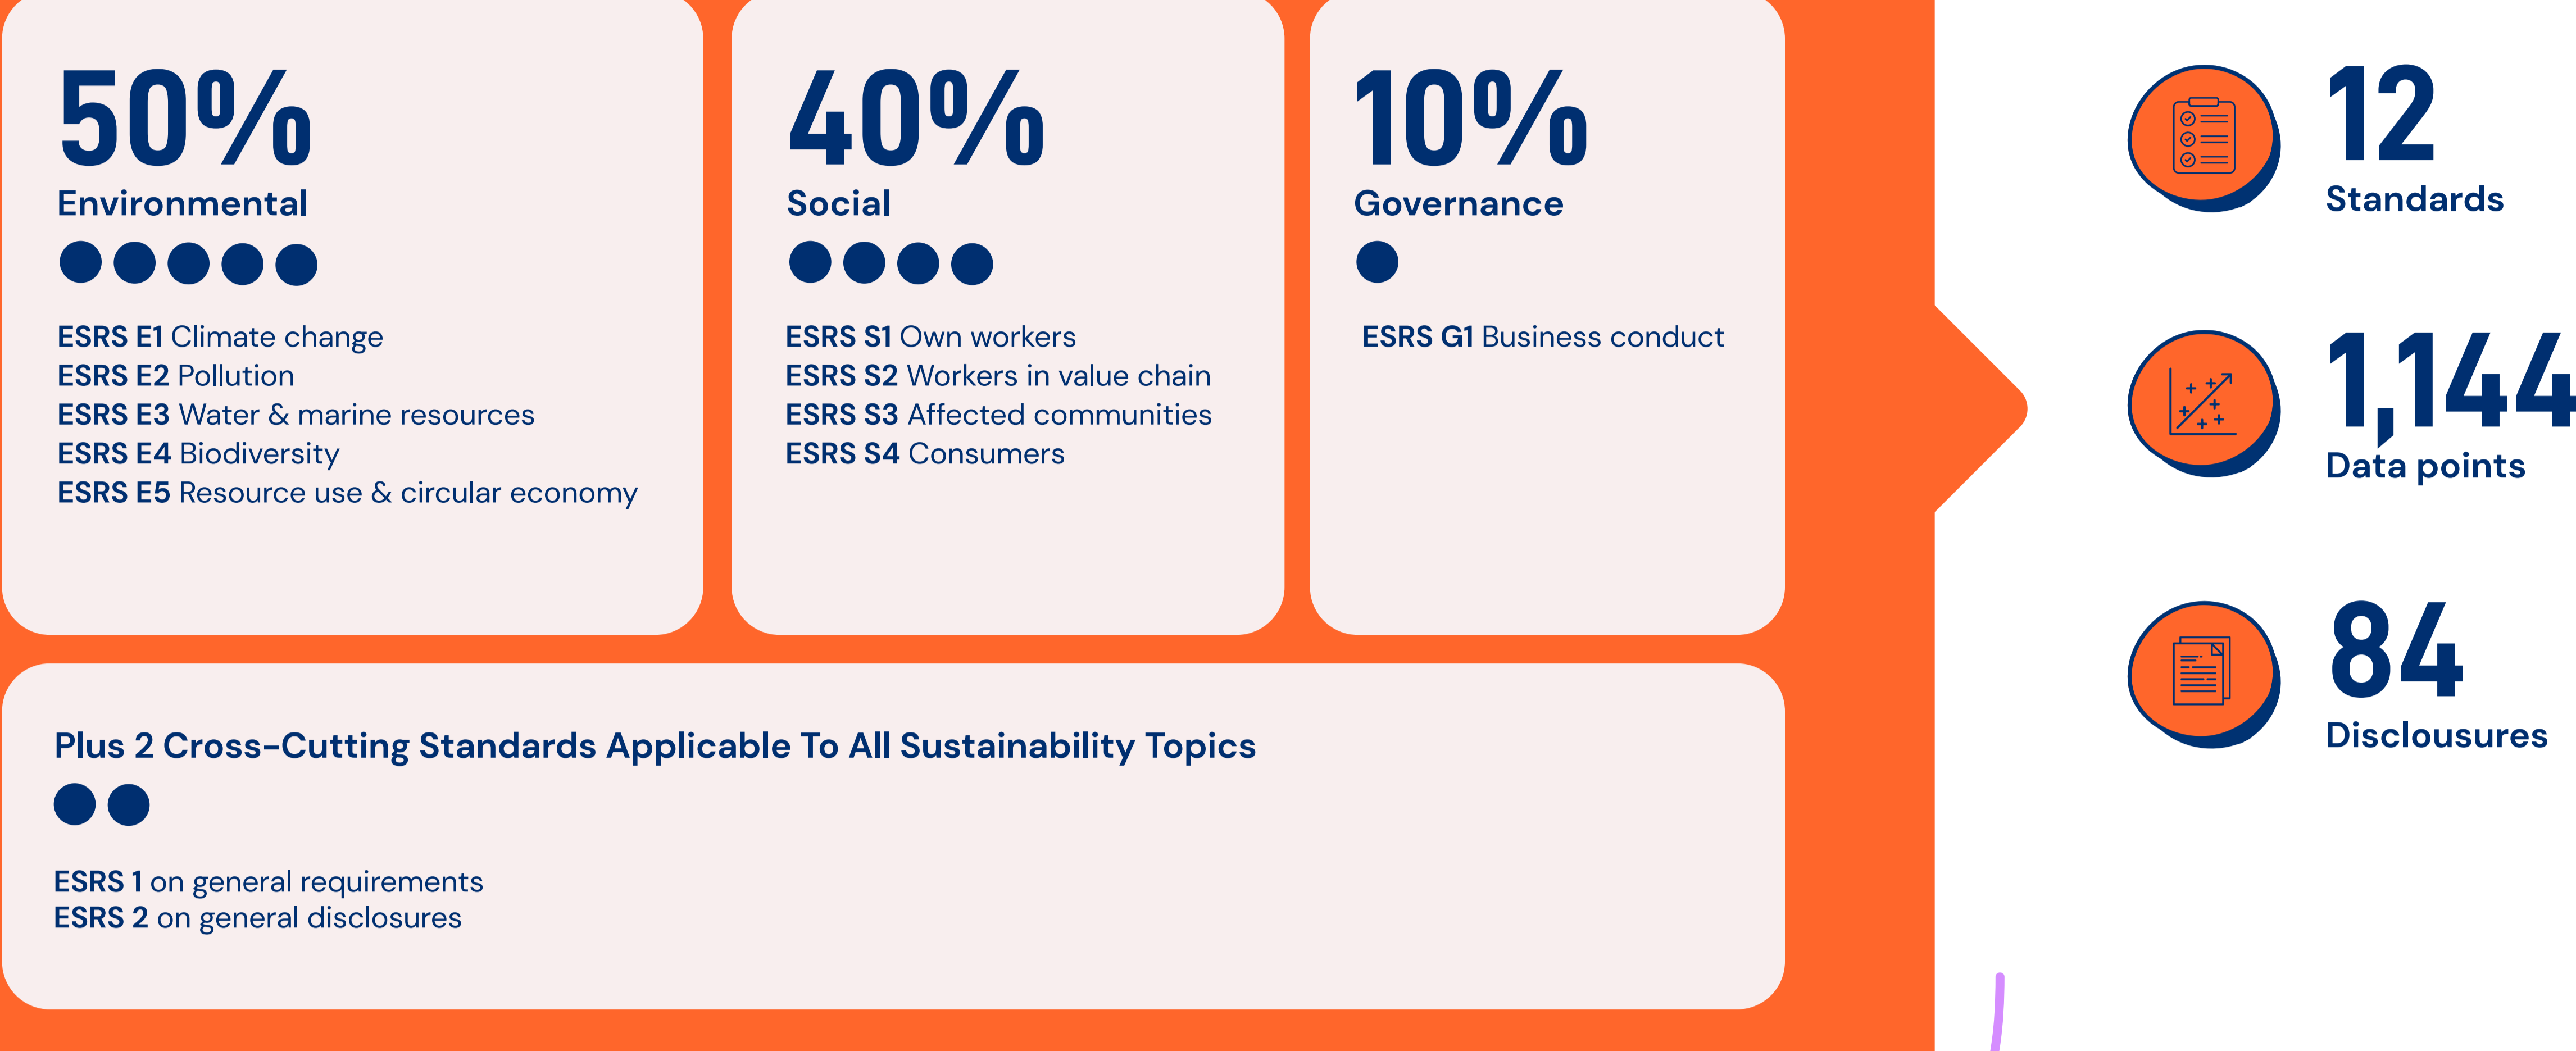 50%
Environmental
ESRS E1 Climate change
ESRS E2 Pollution
ESRS E3 Water & marine resources
ESRS E4 Biodiversity
ESRS E5 Resource use & circular economy
40%
Social
ESRS S1 Own workers
ESRS S2 Workers in value chain
ESRS S3 Affected communities
ESRS S4 Consumers
10%
Governance
ESRS G1 Business conduct
Plus 2 Cross-Cutting Standards Applicable To All Sustainability Topics
ESRS 1 on general requirements
ESRS 2 on general disclosures
12
Standards
1,144
Data points
84
Disclousures